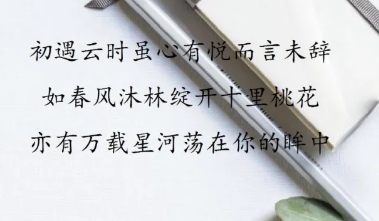 初遇云时虽心有悦而言未辞
如春风沐林绽开十里桃花
亦有万载星河荡在你的眸中